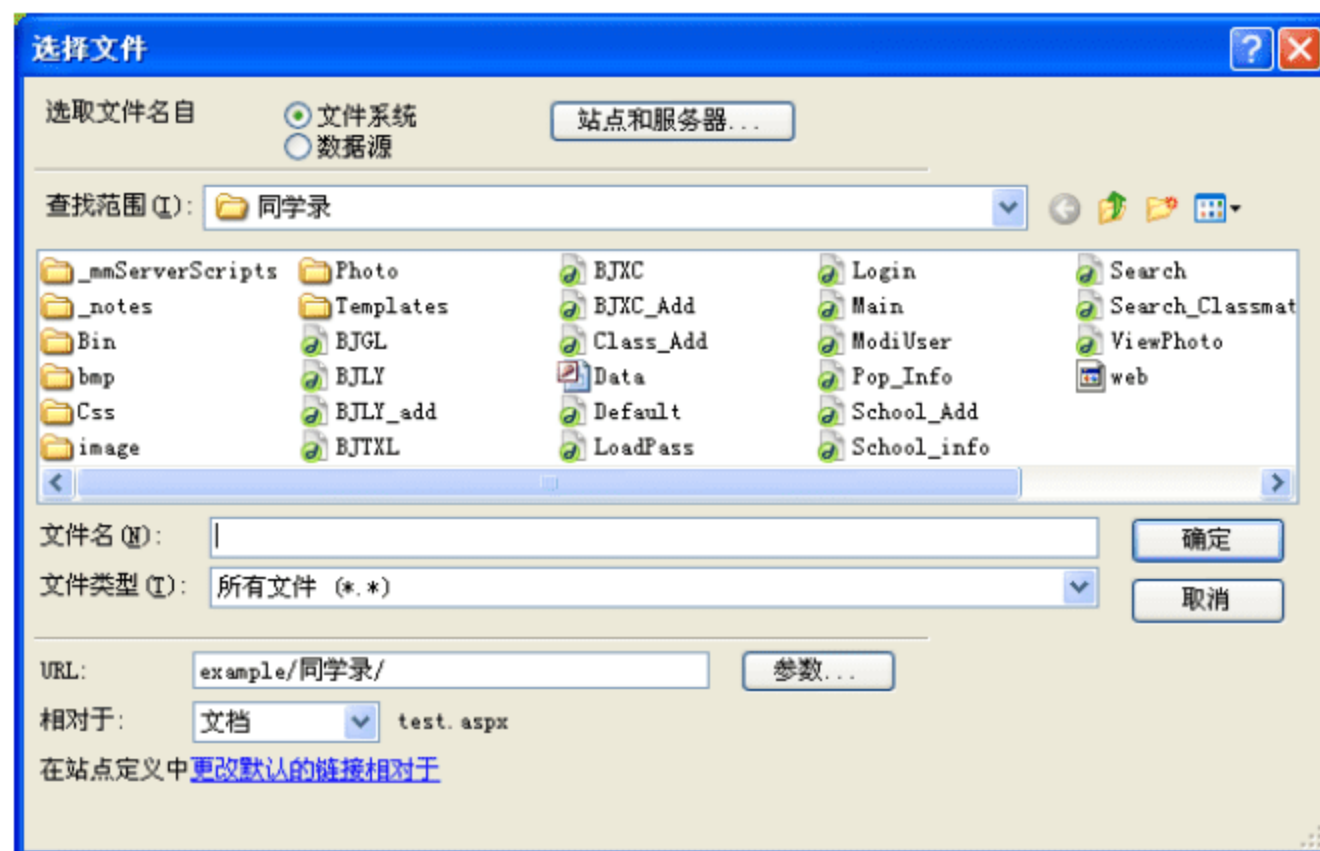 选择文件
选取文件名自
文件系统
站点和服务器...
数据源
查找范围(I): 同学录
_mmServerScripts Photo BJXC Login Search
_notes Templates BJXC_Add Main Search_Classmat
Bin BJGL Class_Add ModiUser ViewPhoto
bmp BJLY Data Pop_Info web
Css BJLY_add Default School_Add
image BJTXL LoadPass School_info
文件名(N): 确定
文件类型(T): 所有文件 (*.*)
取消
URL: example/同学录/ 参数...
相对于: 文档 test.aspx
在站点定义中更改默认的链接相对于